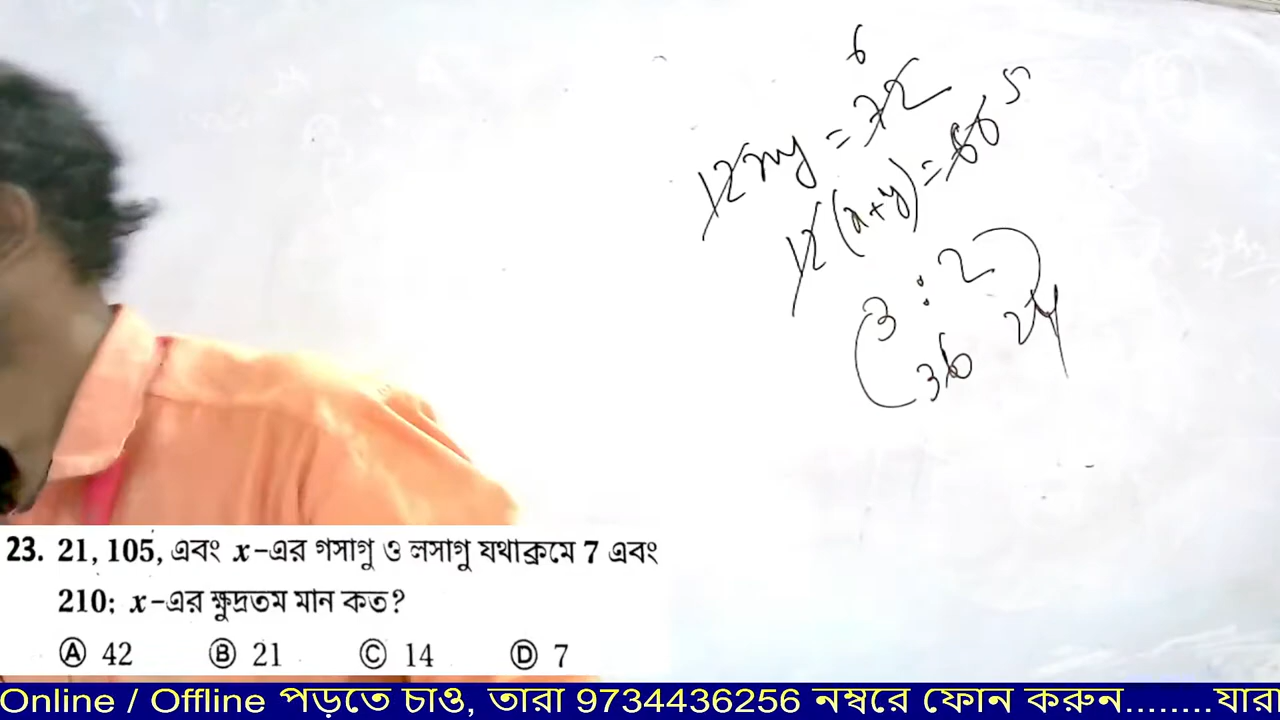 6
12xy = 72
12(x+y) = 60 5
3 : 2
36 24
23. 21, 105, এবং x-এর গসাগু ও লসাগু যথাক্রমে 7 এবং
210; x-এর ক্ষুদ্রতম মান কত?
Ⓐ 42 Ⓑ 21 Ⓒ 14 Ⓓ 7
Online / Offline পড়তে চাও, তারা 9734436256 নম্বরে ফোন করুন........যার